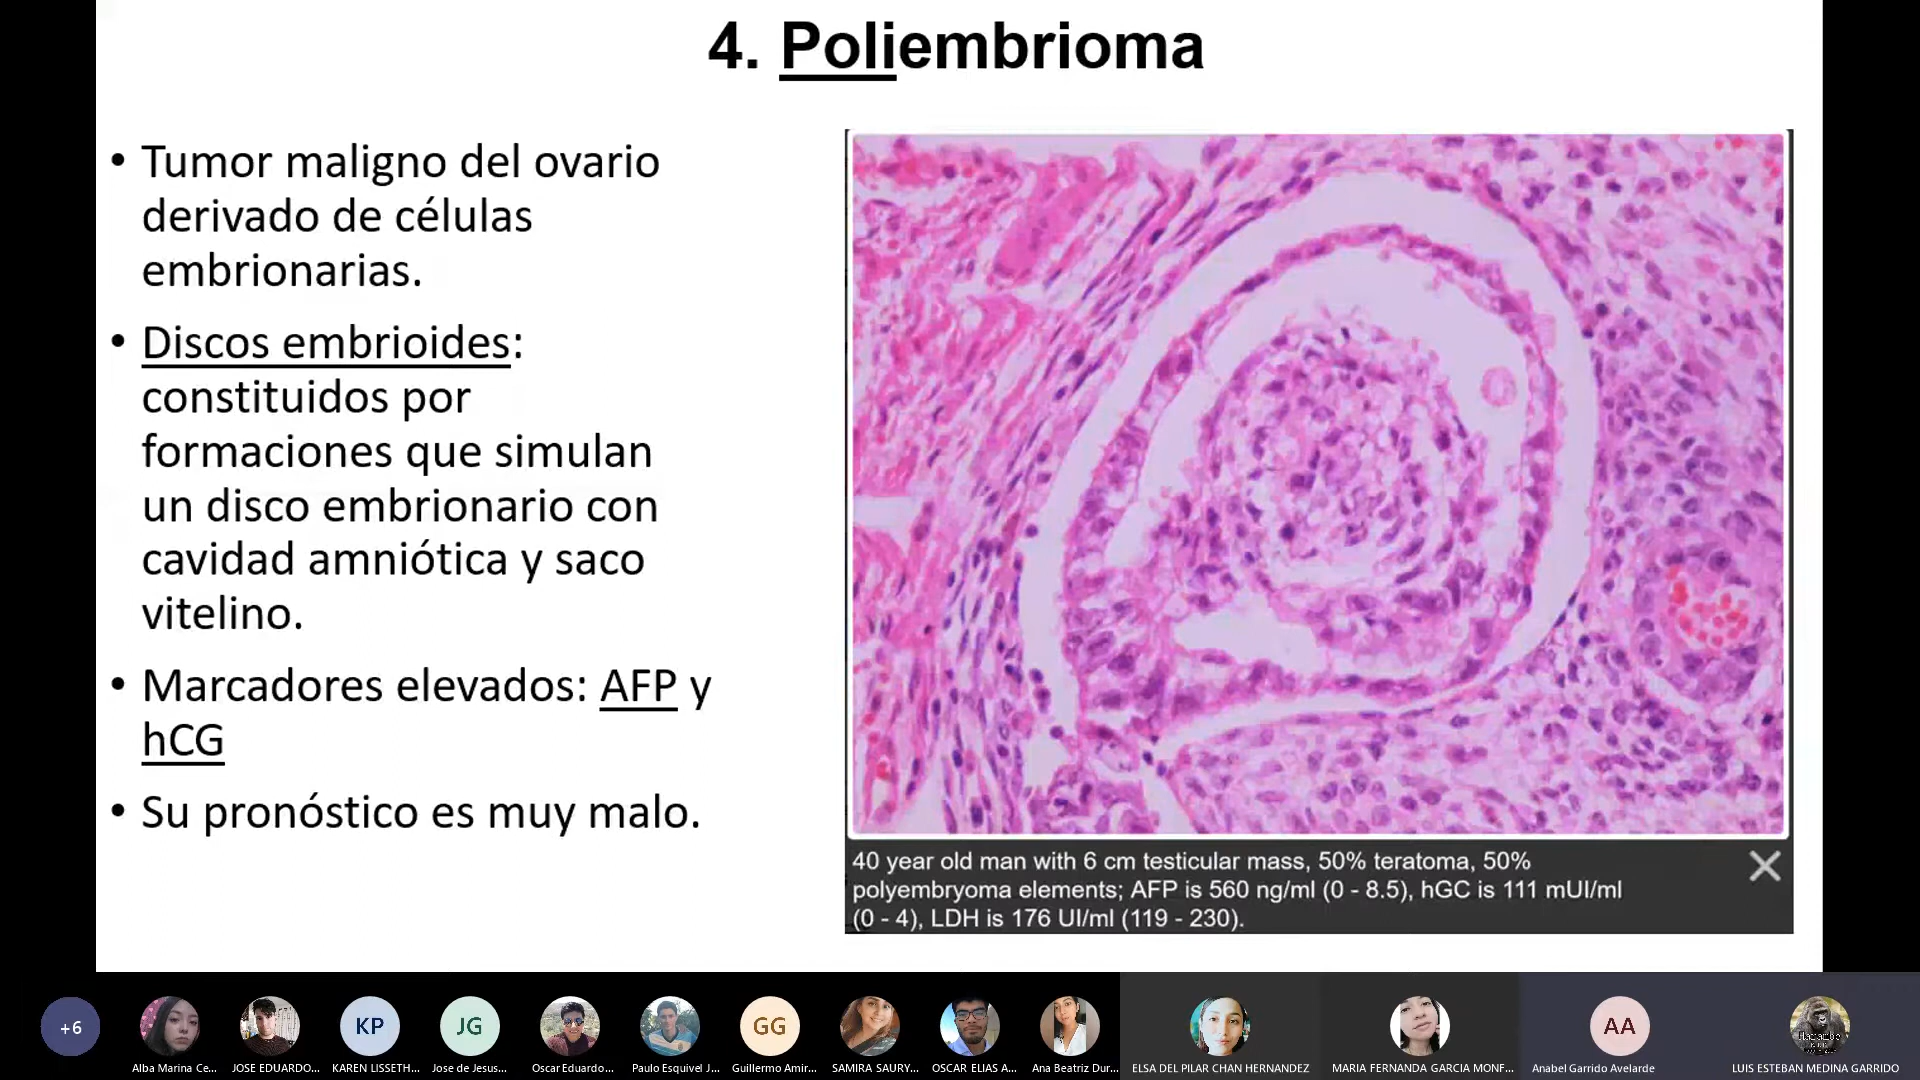 4. Poliembrioma
• Tumor maligno del ovario
derivado de células
embrionarias.
• Discos embrioides:
constituidos por
formaciones que simulan
un disco embrionario con
cavidad amniótica y saco
vitelino.
• Marcadores elevados: AFP y
hCG
• Su pronóstico es muy malo.
40 year old man with 6 cm testicular mass, 50% teratoma, 50%
polyembryoma elements; AFP is 560 ng/ml (0 - 8.5), hGC is 111 mUI/ml
(0 - 4), LDH is 176 UI/ml (119 - 230).
+6
KP
JG
GG
AA
Alba Marina Ce...
JOSE EDUARDO...
KAREN LISSETH...
Jose de Jesus...
Oscar Eduardo...
Paulo Esquivel J...
Guillermo Amir...
SAMIRA SAURY...
OSCAR ELIAS A...
Ana Beatriz Dur...
ELSA DEL PILAR CHAN HERNANDEZ
MARIA FERNANDA GARCIA MONF...
Anabel Garrido Avelarde
LUIS ESTEBAN MEDINA GARRIDO